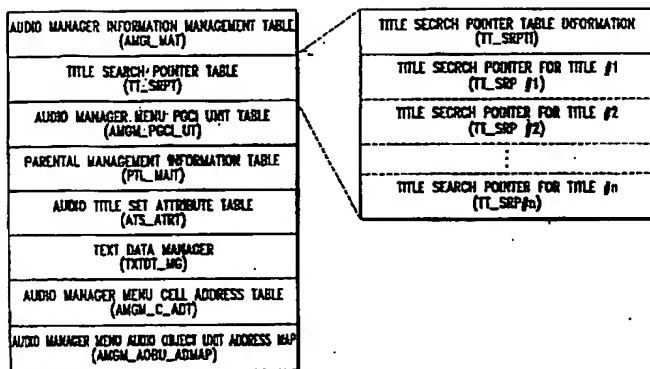 AUDIO MANAGER INFORMATION MANAGEMENT TABLE
(AMGI_MAT)
TITLE SEARCH POINTER TABLE
(TT_SRPT)
AUDIO MANAGER MENU PGCI UNIT TABLE
(AMGM_PGCI_UT)
PARENTAL MANAGEMENT INFORMATION TABLE
(PTL_MAIT)
AUDIO TITLE SET ATTRIBUTE TABLE
(ATS_ATRT)
TEXT DATA MANAGER
(TXTDT_MG)
AUDIO MANAGER MENU CELL ADDRESS TABLE
(AMGM_C_ADT)
AUDIO MANAGER MENU AUDIO OBJECT UNIT ADDRESS MAP
(AMGM_AOBU_ADMAP)
TITLE SECRCH POINTER TABLE INFORMATION
(TT_SRPTI)
TITLE SECRCH POINTER FOR TITLE #1
(TT_SRP #1)
TITLE SECRCH POINTER FOR TITLE #2
(TT_SRP #2)
⋮
TITLE SEARCH POINTER FOR TITLE #n
(TT_SRP#n)